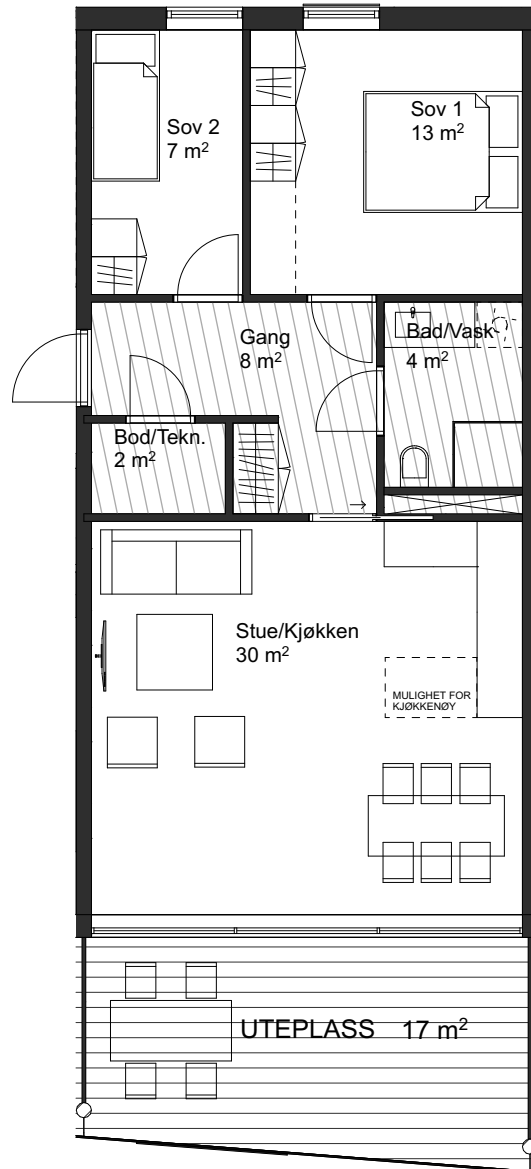 Sov 1
13 m²
Sov 2
7 m²
Gang
8 m²
Bad/Vask
4 m²
Bod/Tekn.
2 m²
Stue/Kjøkken
30 m²
MULIGHET FOR
KJØKKENØY
UTEPLASS 17 m²